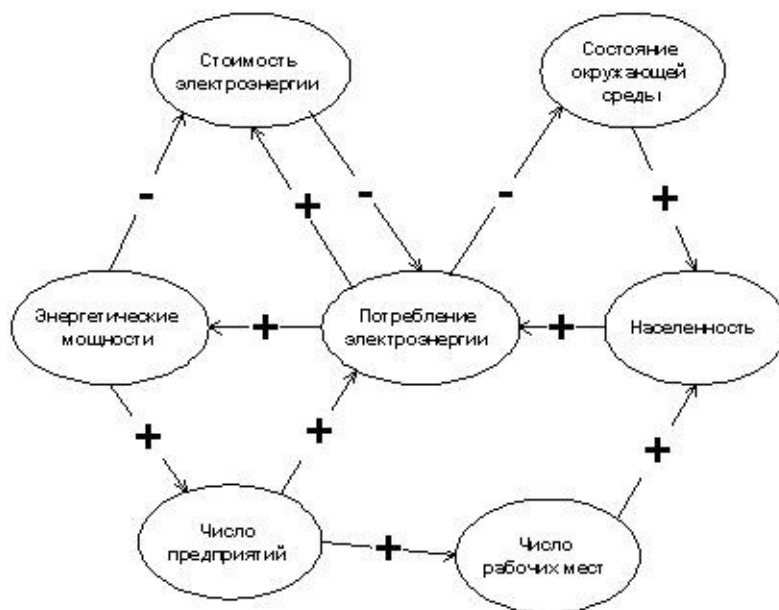 Стоимость
электроэнергии
Состояние
окружающей
среды
-
+
-
-
+
Энергетические
мощности
+
Потребление
электроэнергии
+
Населенность
+
+
+
Число
предприятий
+
Число
рабочих мест